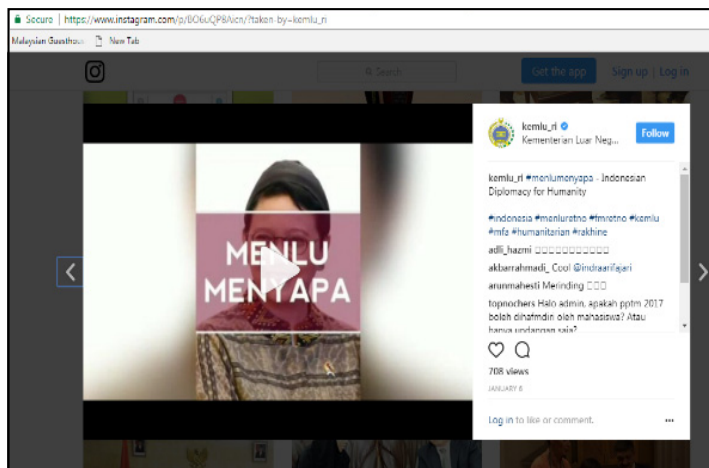 Secure | https://www.instagram.com/p/BO6uQP8Aicn/?taken-by=kemlu_ri
Malaysian Guesthou New Tab
Search Get the app Sign up | Log in
kemlu_ri
Kementerian Luar Neg...
Follow
MENLU
MENYAPA
kemlu_ri #menlumenyapa - Indonesian
Diplomacy for Humanity
#indonesia #menluretno #fmretno #kemlu
#mfa #humanitarian #rakhine
adli_hazmi
akbarrahmadi_ Cool @indraarifajari
arunmahesti Merinding
topnochers Halo admin, apakah pptm 2017
boleh dihafmdin oleh mahasiswa? Atau
hanya undangan saja?
708 views
JANUARY 6
Log in to like or comment.